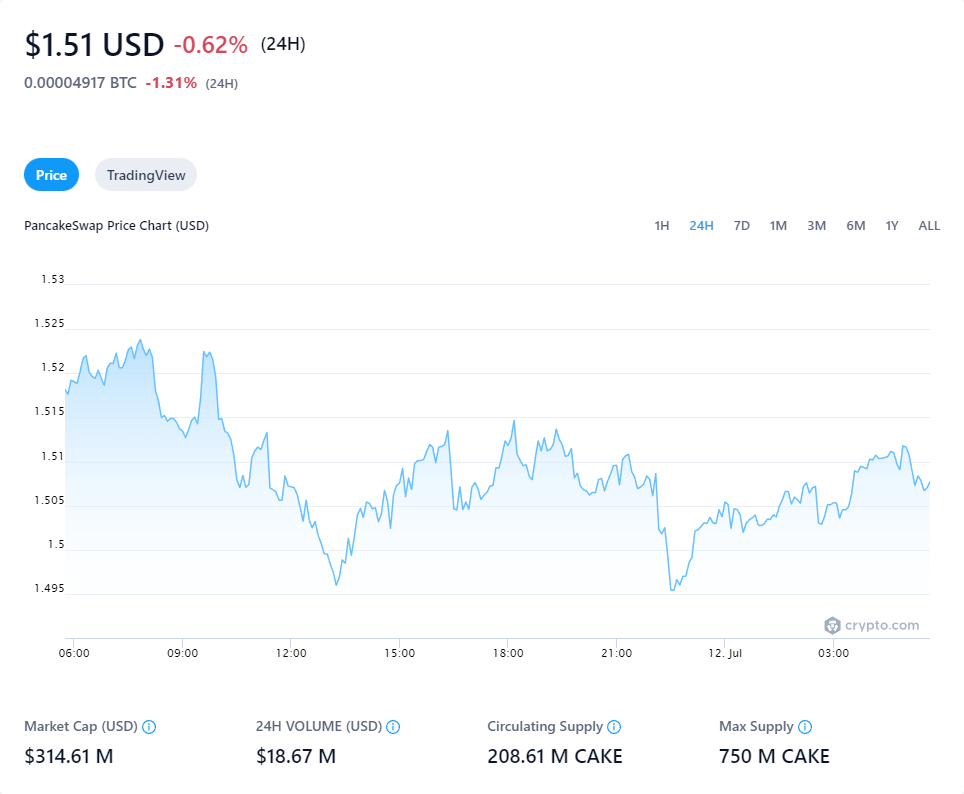 $1.51 USD -0.62% (24H)
0.00004917 BTC -1.31% (24H)
Price TradingView
PancakeSwap Price Chart (USD) 1H 24H 7D 1M 3M 6M 1Y ALL
1.53
1.525
1.52
1.515
1.51
1.505
1.5
1.495
crypto.com
06:00 09:00 12:00 15:00 18:00 21:00 12. Jul 03:00
Market Cap (USD) 24H VOLUME (USD) Circulating Supply Max Supply
$314.61 M $18.67 M 208.61 M CAKE 750 M CAKE